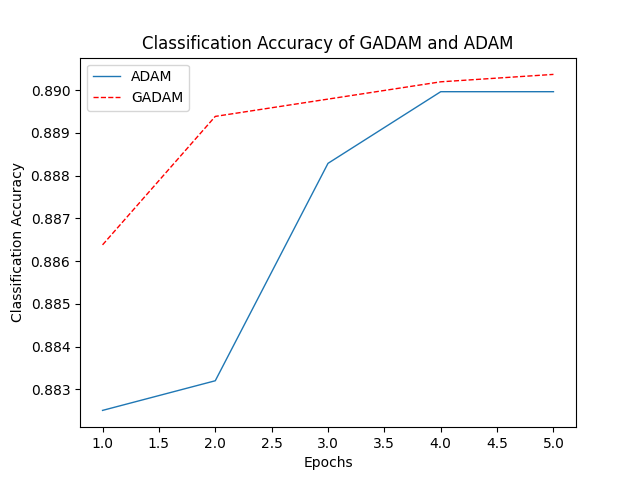 Classification Accuracy of GADAM and ADAM
ADAM
GADAM
0.890
0.889
0.888
0.887
0.886
0.885
0.884
0.883
Classification Accuracy
1.0 1.5 2.0 2.5 3.0 3.5 4.0 4.5 5.0
Epochs